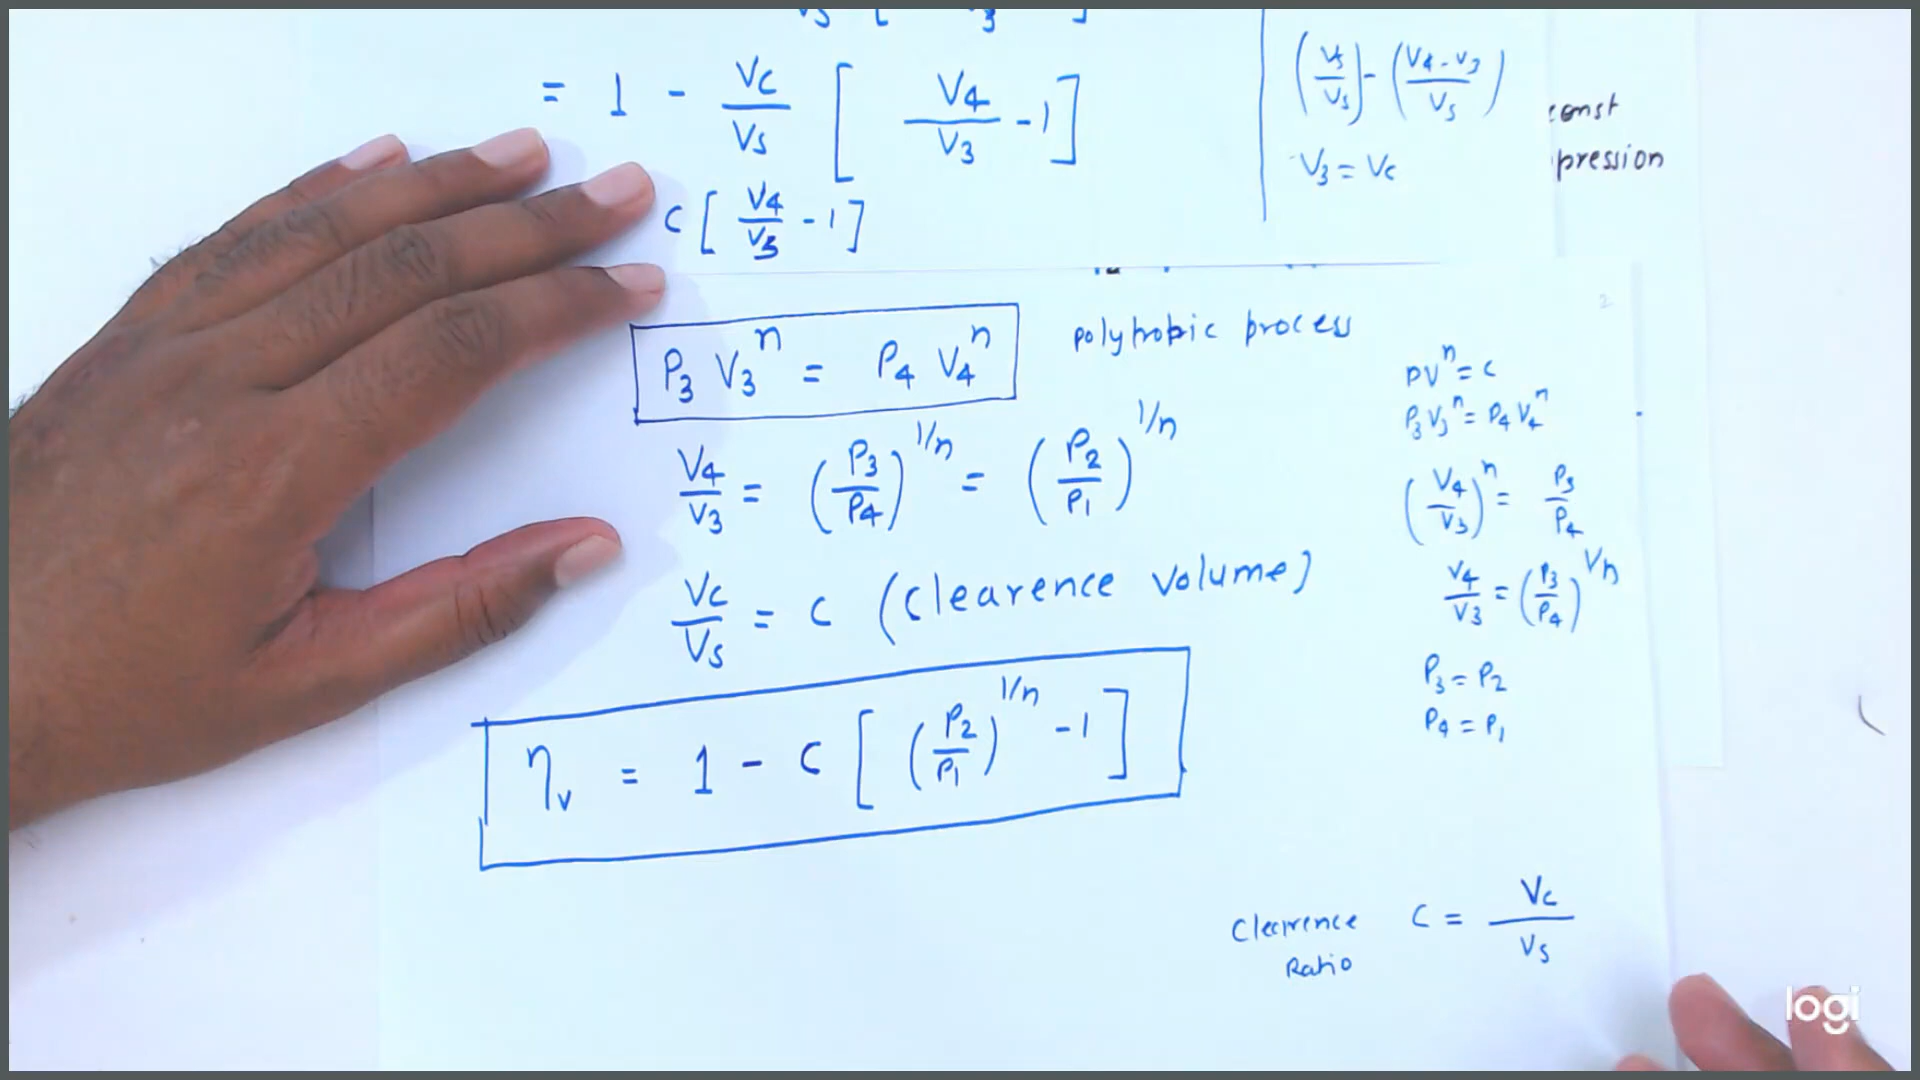 = 1 - Vc/Vs [ V4/V3 - 1 ]
C [ V4/V3 - 1 ]
(Vs/Vs) - (V4 - V3/Vs)
V3 = Vc
const
pression
P3 V3^n = P4 V4^n
polytropic process
V4/V3 = (P3/P4)^1/n = (P2/P1)^1/n
Vc/Vs = C (Clearence volume)
ηv = 1 - C [ (P2/P1)^1/n - 1 ]
PV^n = C
P3 V3^n = P4 V4^n
(V4/V3)^n = P3/P4
V4/V3 = (P3/P4)^1/n
P3 = P2
P4 = P1
Clearence Ratio C = Vc/Vs
2
logi